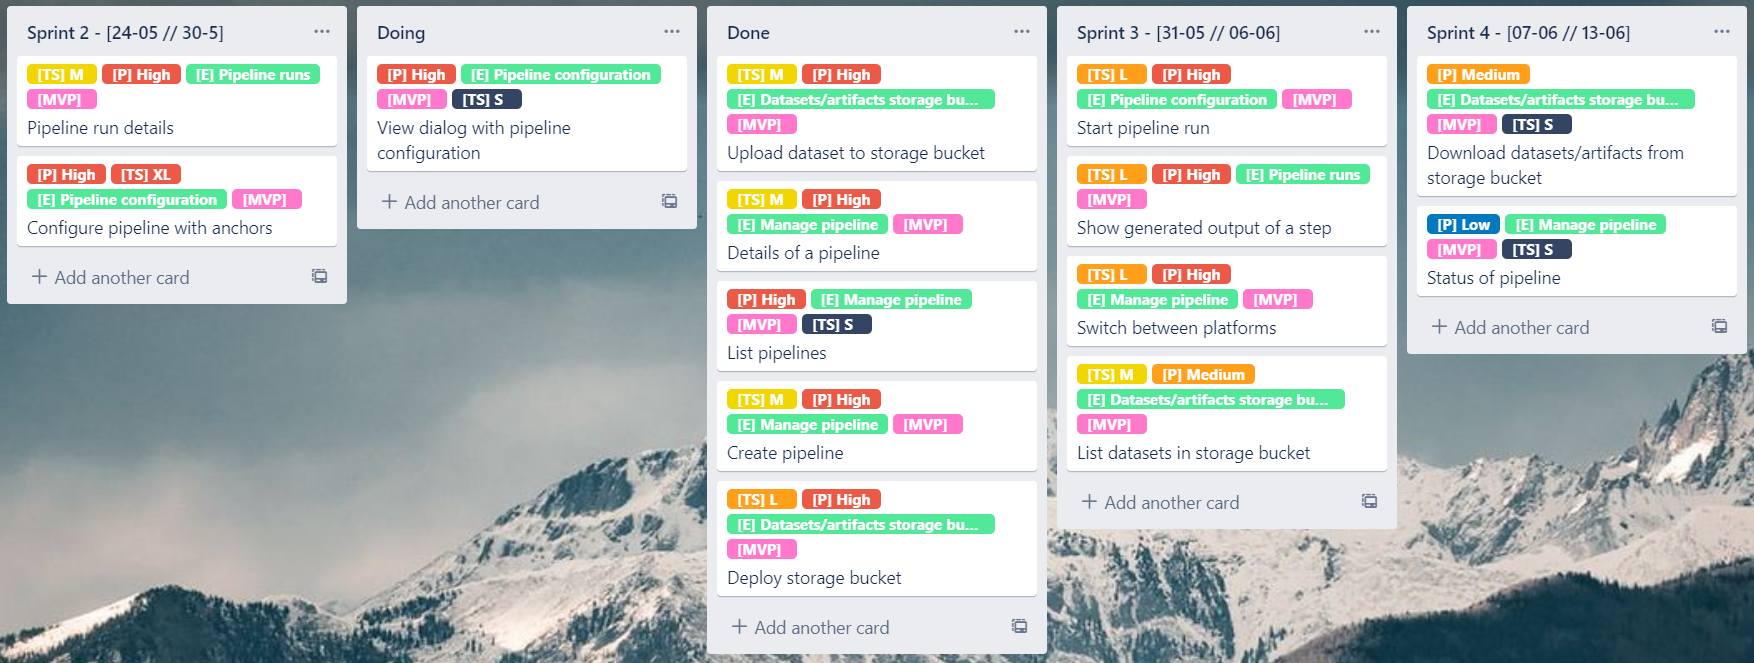 Sprint 2 - [24-05 // 30-5]
[TS] M [P] High [E] Pipeline runs
[MVP]
Pipeline run details
[P] High [TS] XL
[E] Pipeline configuration [MVP]
Configure pipeline with anchors
+ Add another card
Doing
[P] High [E] Pipeline configuration
[MVP] [TS] S
View dialog with pipeline
configuration
+ Add another card
Done
[TS] M [P] High
[E] Datasets/artifacts storage bu...
[MVP]
Upload dataset to storage bucket
[TS] M [P] High
[E] Manage pipeline [MVP]
Details of a pipeline
[P] High [E] Manage pipeline
[MVP] [TS] S
List pipelines
[TS] M [P] High
[E] Manage pipeline [MVP]
Create pipeline
[TS] L [P] High
[E] Datasets/artifacts storage bu...
[MVP]
Deploy storage bucket
+ Add another card
Sprint 3 - [31-05 // 06-06]
[TS] L [P] High
[E] Pipeline configuration [MVP]
Start pipeline run
[TS] L [P] High [E] Pipeline runs
[MVP]
Show generated output of a step
[TS] L [P] High
[E] Manage pipeline [MVP]
Switch between platforms
[TS] M [P] Medium
[E] Datasets/artifacts storage bu...
[MVP]
List datasets in storage bucket
+ Add another card
Sprint 4 - [07-06 // 13-06]
[P] Medium
[E] Datasets/artifacts storage bu...
[MVP] [TS] S
Download datasets/artifacts from
storage bucket
[P] Low [E] Manage pipeline
[MVP] [TS] S
Status of pipeline
+ Add another card